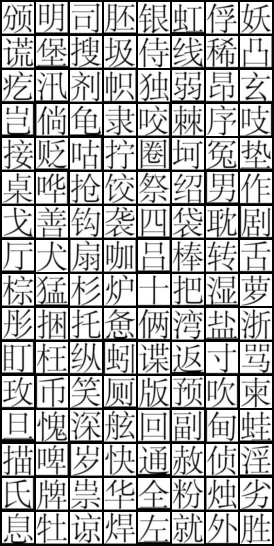 颁明司胚银虹俘妖
谎堡搜圾侍线稀凸
疙汛剂帜独弱昂玄
岂倘龟隶咬棘序吱
接贬咕拧圈坷冤垫
桌哗抢饺祭绍男作
戈善钩袭四袋耽剧
厅犬扇咖吕棒转舌
棕猛杉炉十把湿萝
彤捆托惫俩湾盐浙
盯枉纵蚓谍返寸骂
玫币笑厕版预吹柬
旦愧深舷回副甸蛙
描啤岁快通赦侦淫
氏牌祟华全粉烛劣
息牡谅焊左就外胜